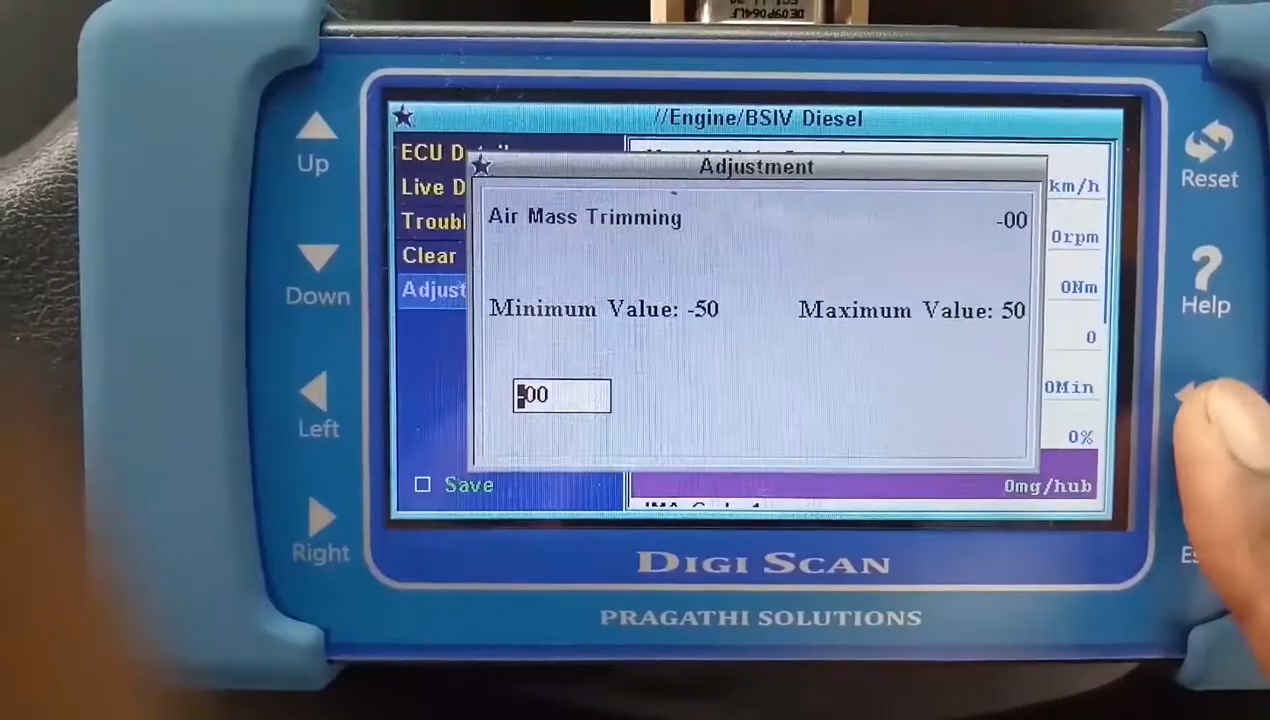 DE09P064LF
//Engine/BSIV Diesel
ECU
Live D
Troubl
Clear
Adjust
Save
Adjustment
Air Mass Trimming -00
Minimum Value: -50 Maximum Value: 50
-00
km/h
0rpm
0Nm
0
0Min
0%
0mg/hub
Up
Down
Left
Right
Reset
Help
Es
DIGI SCAN
PRAGATHI SOLUTIONS